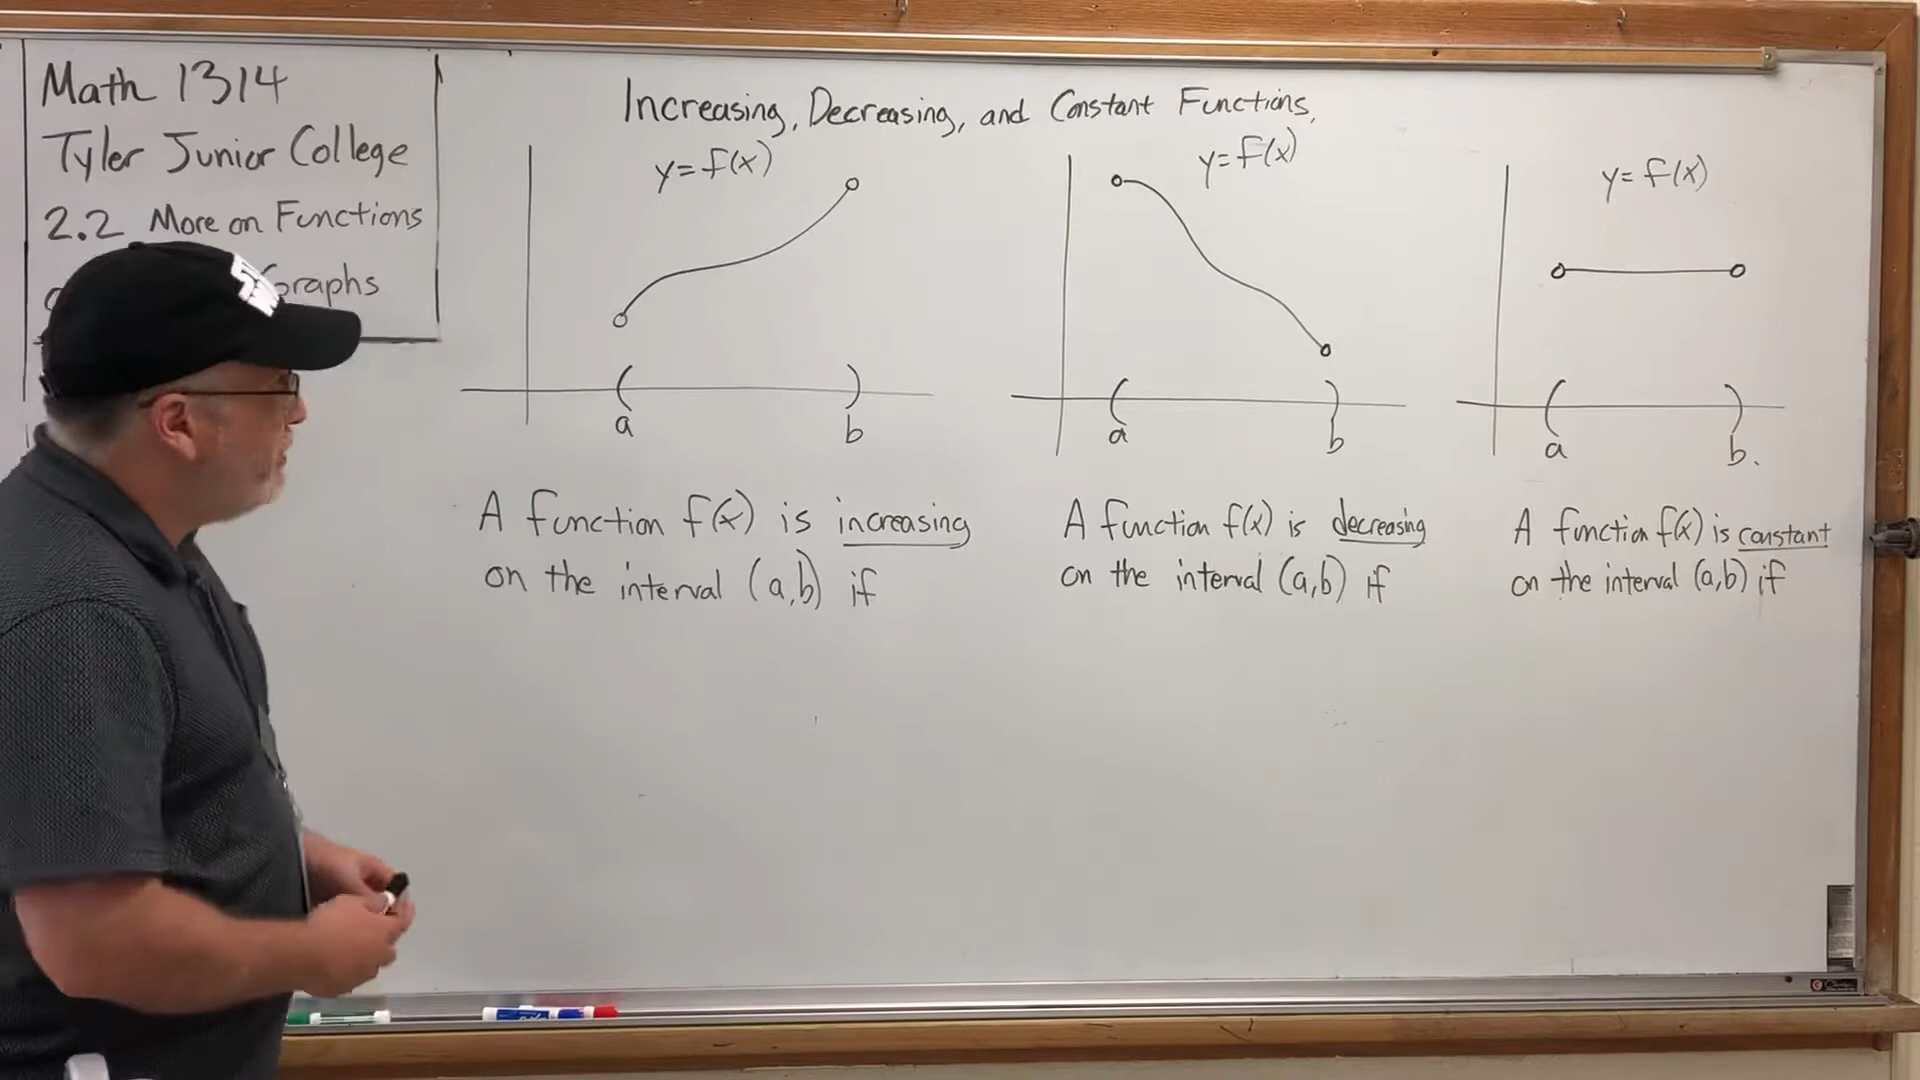 Math 1314
Tyler Junior College
2.2 More on Functions
Graphs
Increasing, Decreasing, and Constant Functions.
y=f(x)
a
b
A function f(x) is increasing
on the interval (a,b) if
y=f(x)
a
b
A function f(x) is decreasing
on the interval (a,b) if
y=f(x)
a
b.
A function f(x) is constant
on the interval (a,b) if